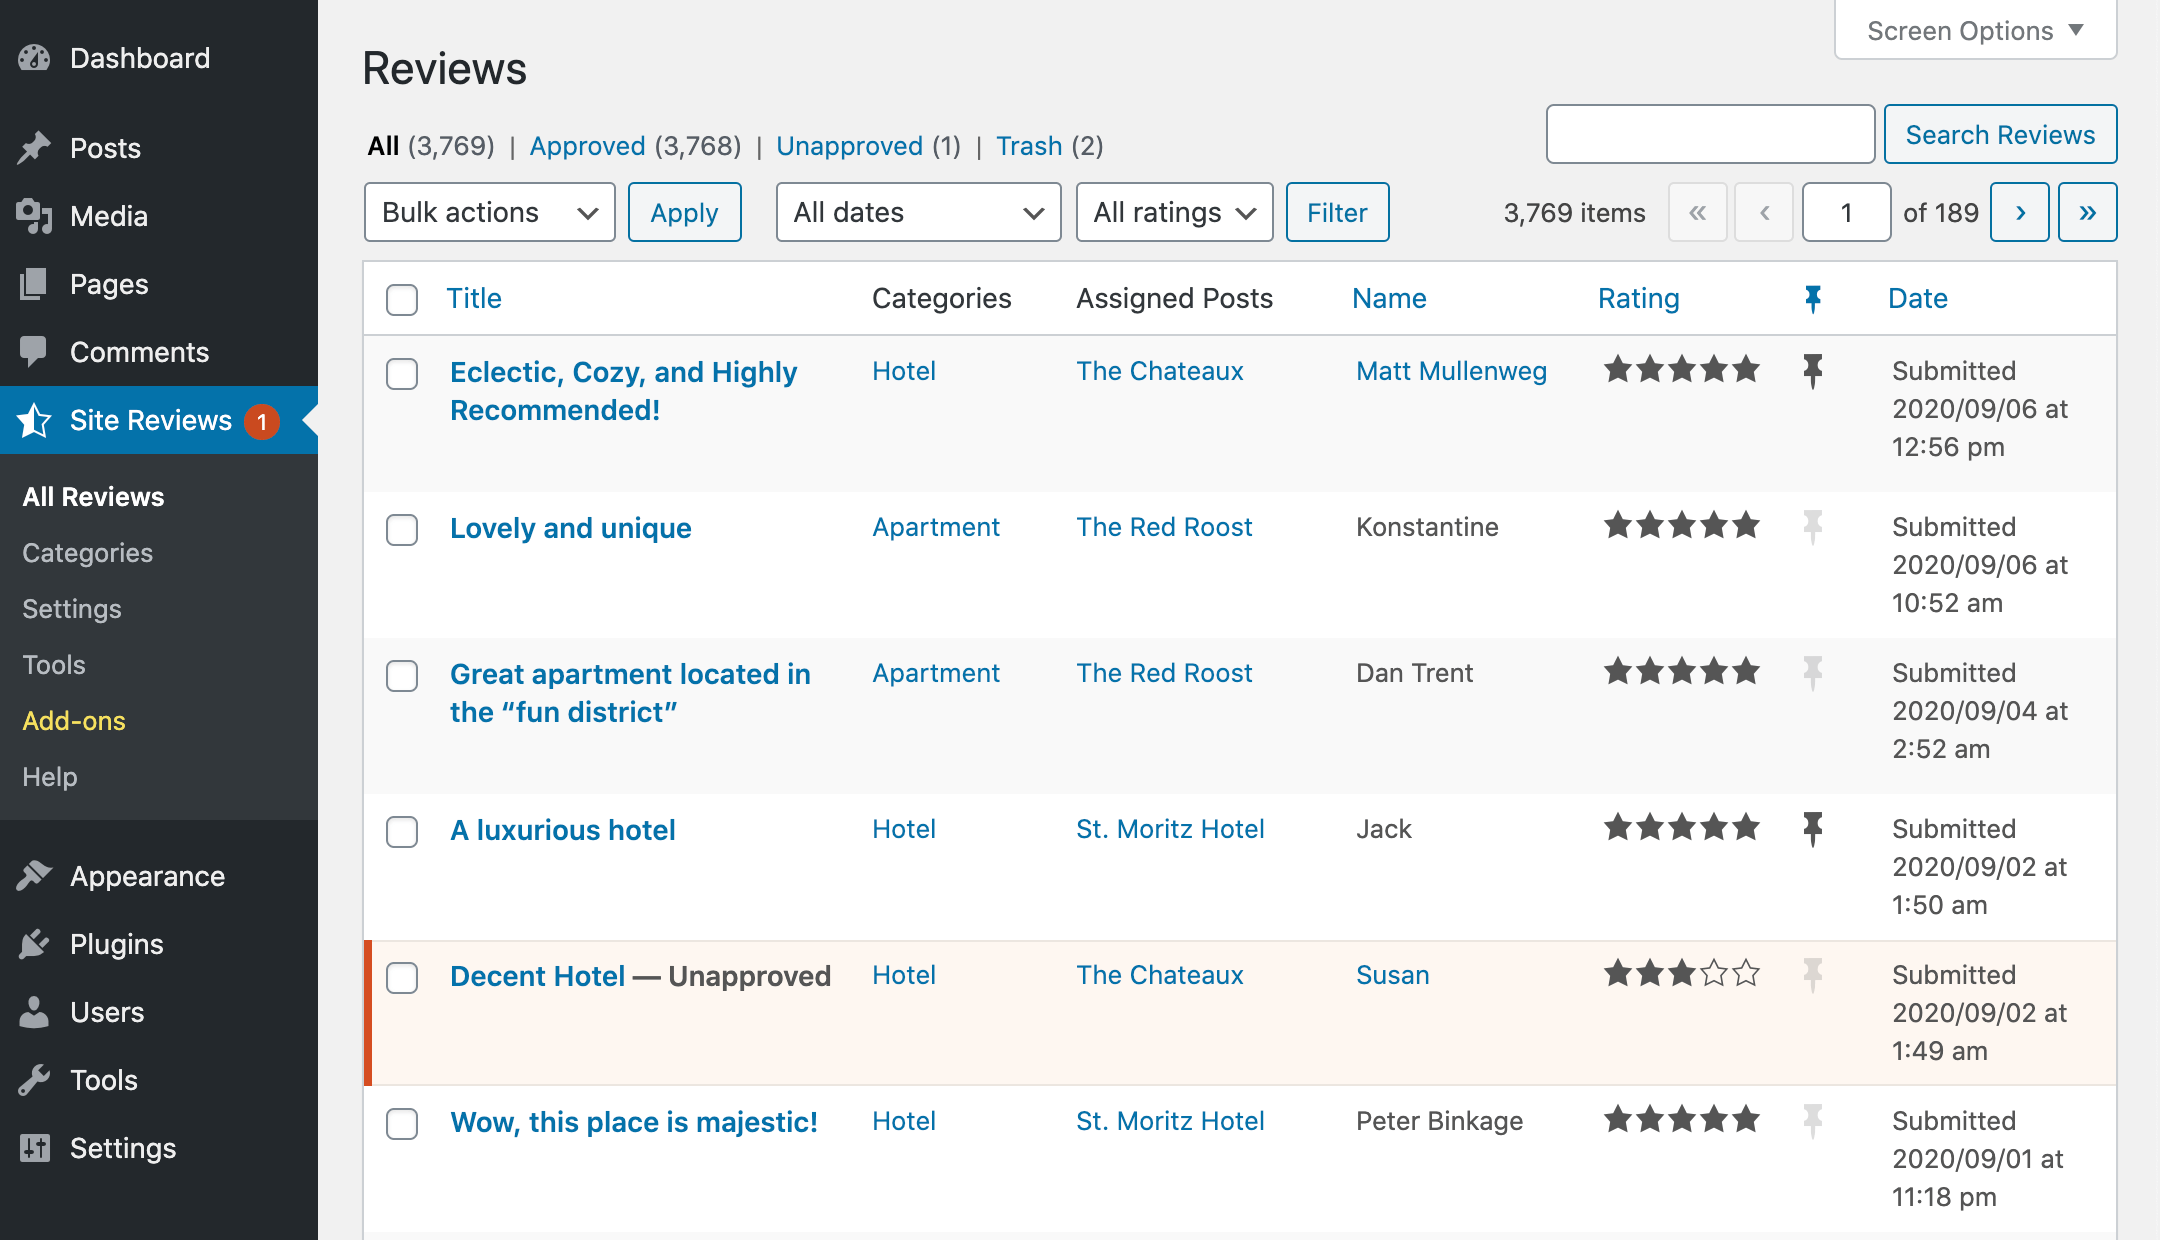 Dashboard
Posts
Media
Pages
Comments
Site Reviews 1
All Reviews
Categories
Settings
Tools
Add-ons
Help
Appearance
Plugins
Users
Tools
Settings
Screen Options
Reviews
All (3,769) | Approved (3,768) | Unapproved (1) | Trash (2)
Search Reviews
Bulk actions Apply All dates All ratings Filter 3,769 items « ‹ 1 of 189 › »
Title Categories Assigned Posts Name Rating Date
Eclectic, Cozy, and Highly Hotel The Chateaux Matt Mullenweg Submitted
Recommended! 2020/09/06 at
12:56 pm
Lovely and unique Apartment The Red Roost Konstantine Submitted
2020/09/06 at
10:52 am
Great apartment located in Apartment The Red Roost Dan Trent Submitted
the “fun district” 2020/09/04 at
2:52 am
A luxurious hotel Hotel St. Moritz Hotel Jack Submitted
2020/09/02 at
1:50 am
Decent Hotel — Unapproved Hotel The Chateaux Susan Submitted
2020/09/02 at
1:49 am
Wow, this place is majestic! Hotel St. Moritz Hotel Peter Binkage Submitted
2020/09/01 at
11:18 pm